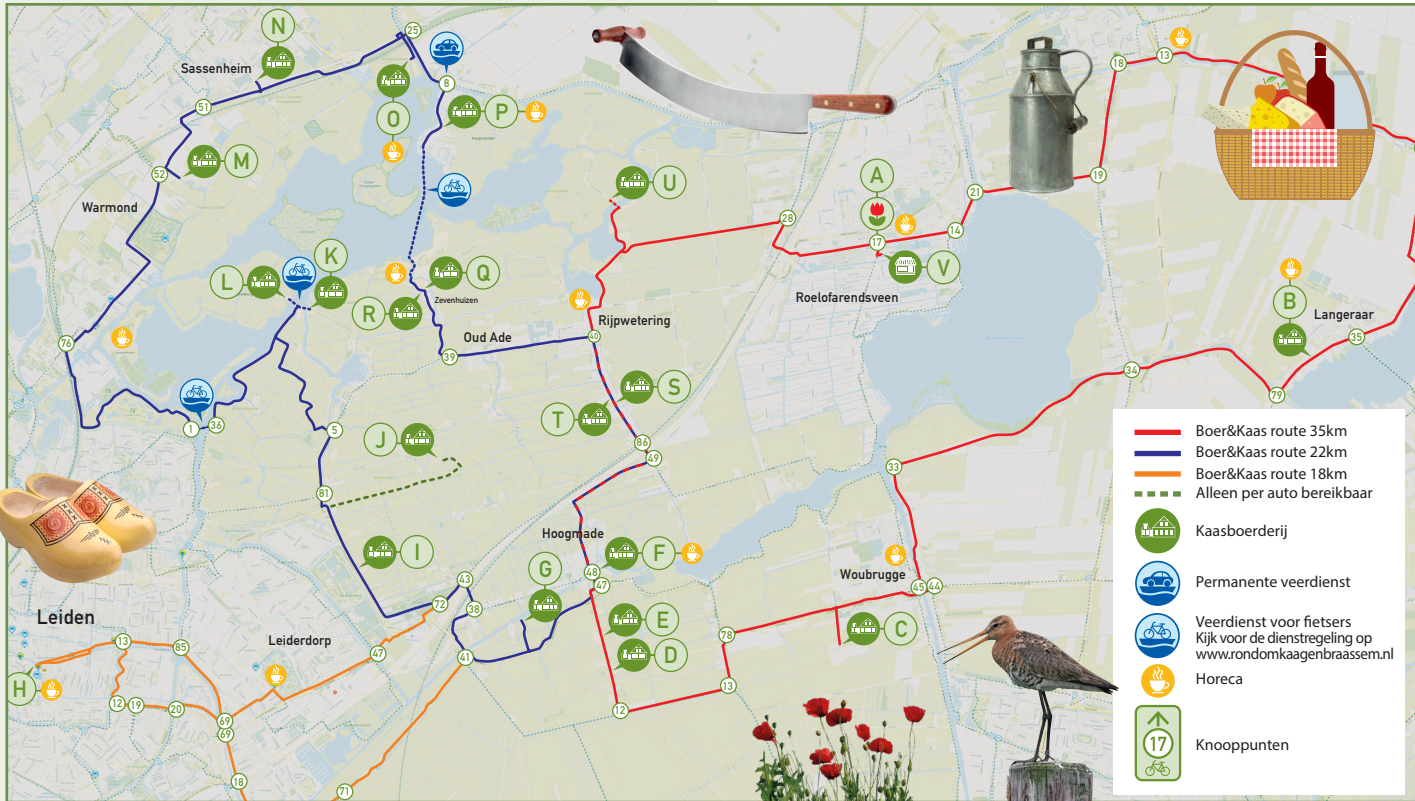 N
25
Sassenheim
8
51
O
P
M
52
Warmond
U
A
28
17
14
21
18
13
19
V
Roelofarendsveen
L
K
Q
R
Zevenhuizen
Oud Ade
Rijpwetering
40
39
76
1
36
5
J
81
S
T
86
49
B
Langeraar
35
34
79
33
I
Hoogmade
G
F
48
47
E
D
Woubrugge
45
44
C
78
13
12
43
72
38
41
47
Leiden
Leiderdorp
13
85
H
12
19
20
69
69
18
71
Boer&Kaas route 35km
Boer&Kaas route 22km
Boer&Kaas route 18km
Alleen per auto bereikbaar
Kaasboerderij
Permanente veerdienst
Veerdienst voor fietsers
Kijk voor de dienstregeling op
www.rondomkaagenbraassem.nl
Horeca
17
Knooppunten